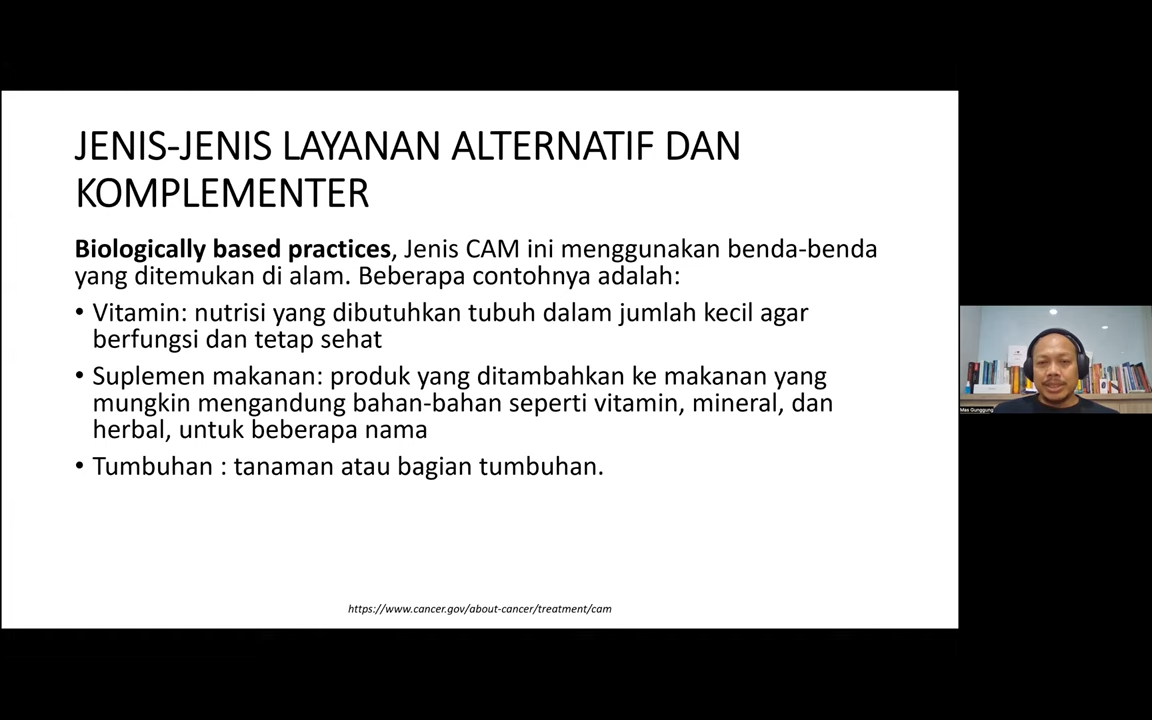 JENIS-JENIS LAYANAN ALTERNATIF DAN
KOMPLEMENTER
Biologically based practices, Jenis CAM ini menggunakan benda-benda
yang ditemukan di alam. Beberapa contohnya adalah:
• Vitamin: nutrisi yang dibutuhkan tubuh dalam jumlah kecil agar
berfungsi dan tetap sehat
• Suplemen makanan: produk yang ditambahkan ke makanan yang
mungkin mengandung bahan-bahan seperti vitamin, mineral, dan
herbal, untuk beberapa nama
• Tumbuhan : tanaman atau bagian tumbuhan.
https://www.cancer.gov/about-cancer/treatment/cam
Mas Gunggung